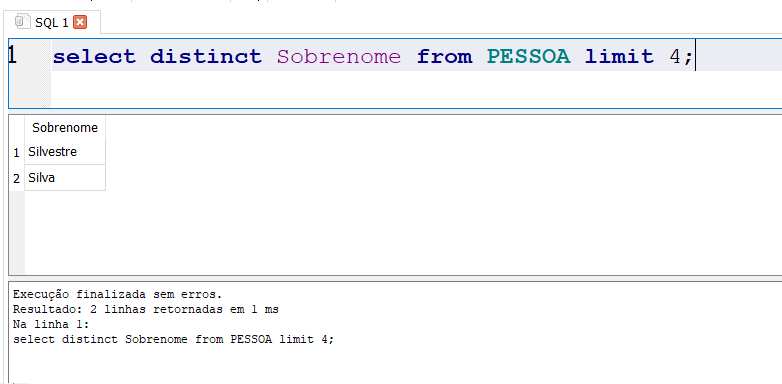 SQL 1
1 select distinct Sobrenome from PESSOA limit 4;
Sobrenome
1 Silvestre
2 Silva
Execução finalizada sem erros.
Resultado: 2 linhas retornadas em 1 ms
Na linha 1:
select distinct Sobrenome from PESSOA limit 4;